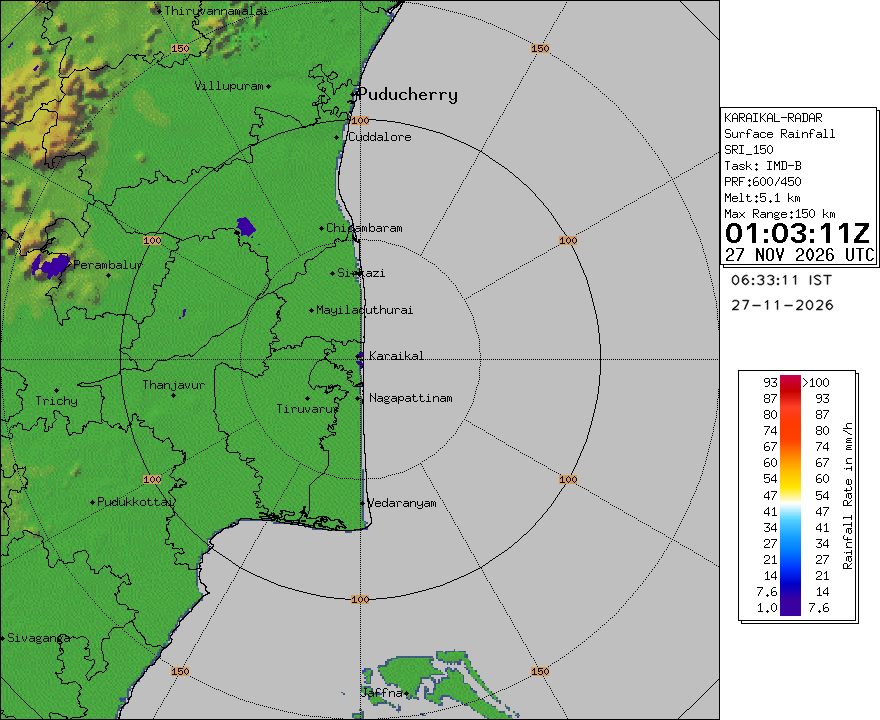 Thiruvannamalai
150
150
Villupuram
Puducherry
100
Cuddalore
Chidambaram
100
100
Perambalur
Sirkazi
Mayiladuthurai
Karaikal
Thanjavur
Trichy
Nagapattinam
Tiruvarur
100
100
Pudukkottai
Vedaranyam
100
Sivaganga
150
150
Jaffna
KARAIKAL-RADAR
Surface Rainfall
SRI_150
Task: IMD-B
PRF:600/450
Melt:5.1 km
Max Range:150 km
01:03:11Z
27 NOV 2026 UTC
06:33:11 IST
27-11-2026
93 >100
87 93
80 87
74 80
67 74
60 67
54 60
47 54
41 47
34 41
27 34
21 27
14 21
7.6 14
1.0 7.6
Rainfall Rate in mm/h